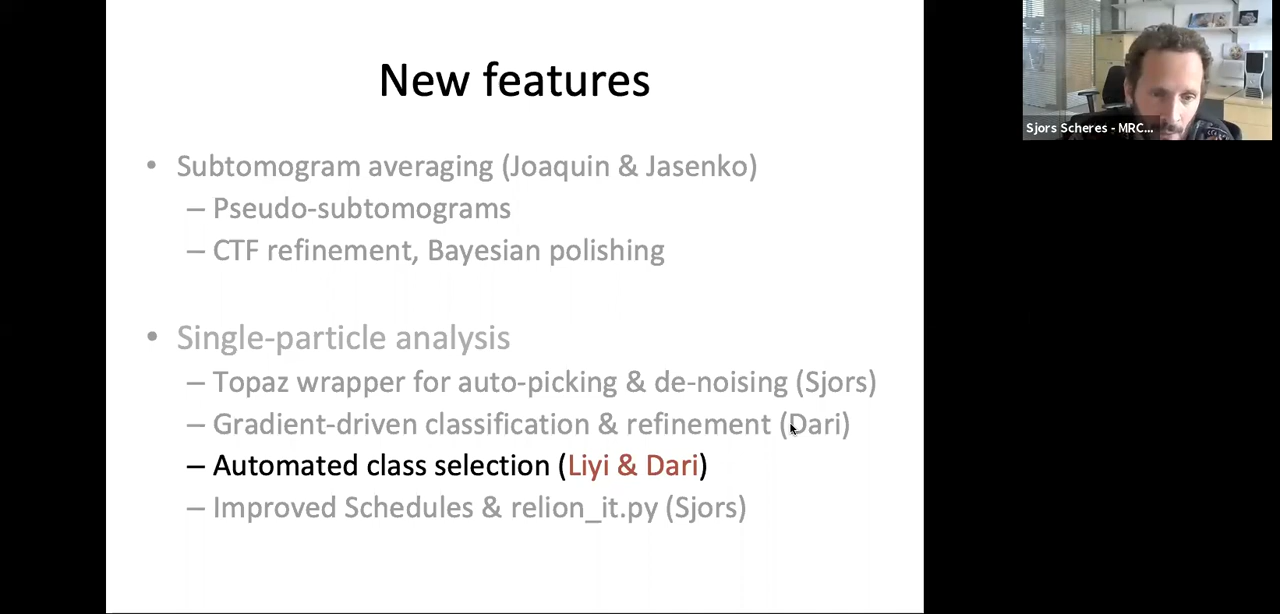 New features
• Subtomogram averaging (Joaquin & Jasenko)
– Pseudo-subtomograms
– CTF refinement, Bayesian polishing
• Single-particle analysis
– Topaz wrapper for auto-picking & de-noising (Sjors)
– Gradient-driven classification & refinement (Dari)
– Automated class selection (Liyi & Dari)
– Improved Schedules & relion_it.py (Sjors)
Sjors Scheres - MRC...